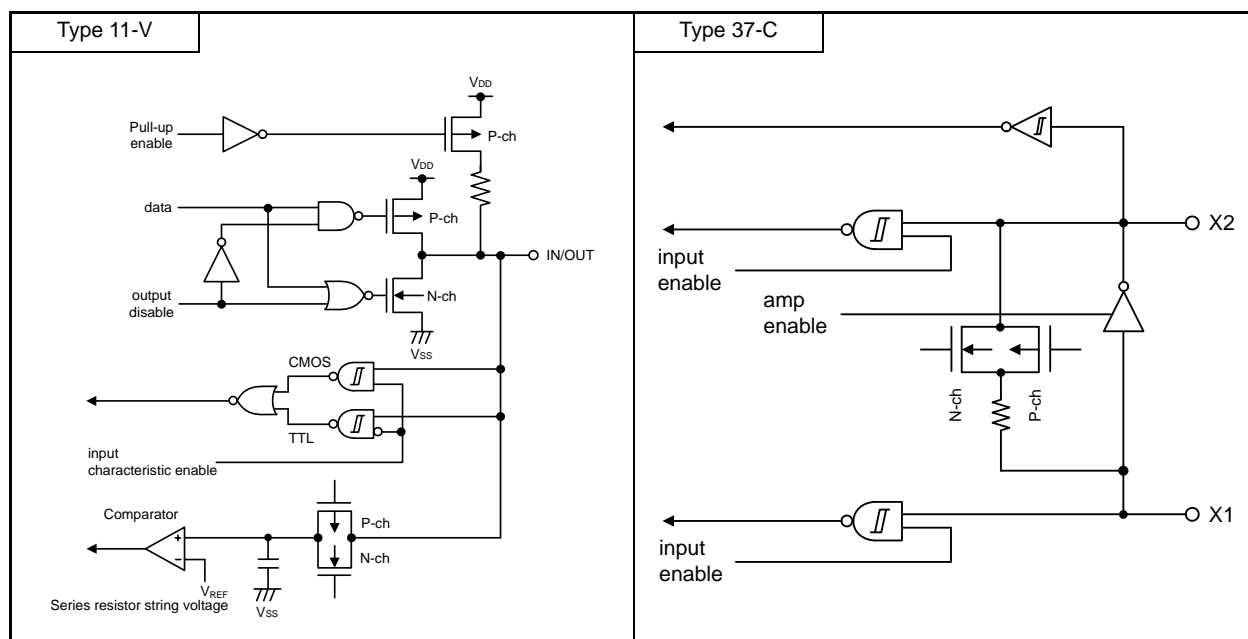 Type 11-V
VDD
Pull-up
enable
P-ch
VDD
data
P-ch
IN/OUT
output
disable
N-ch
VSS
CMOS
TTL
input
characteristic enable
Comparator
P-ch
N-ch
+
−
VREF
Series resistor string voltage
VSS
Type 37-C
X2
input
enable
amp
enable
N-ch
P-ch
X1
input
enable